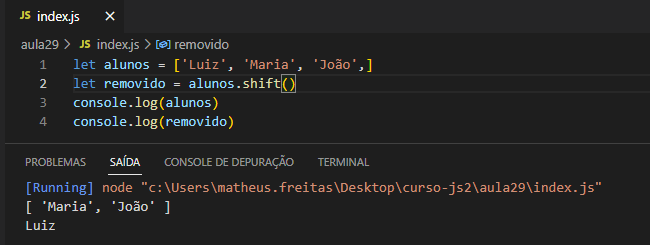 JS index.js ×
aula29 > JS index.js > removido
1 let alunos = ['Luiz', 'Maria', 'João',]
2 let removido = alunos.shift()
3 console.log(alunos)
4 console.log(removido)
PROBLEMAS SAÍDA CONSOLE DE DEPURAÇÃO TERMINAL
[Running] node "c:\Users\matheus.freitas\Desktop\curso-js2\aula29\index.js"
[ 'Maria', 'João' ]
Luiz